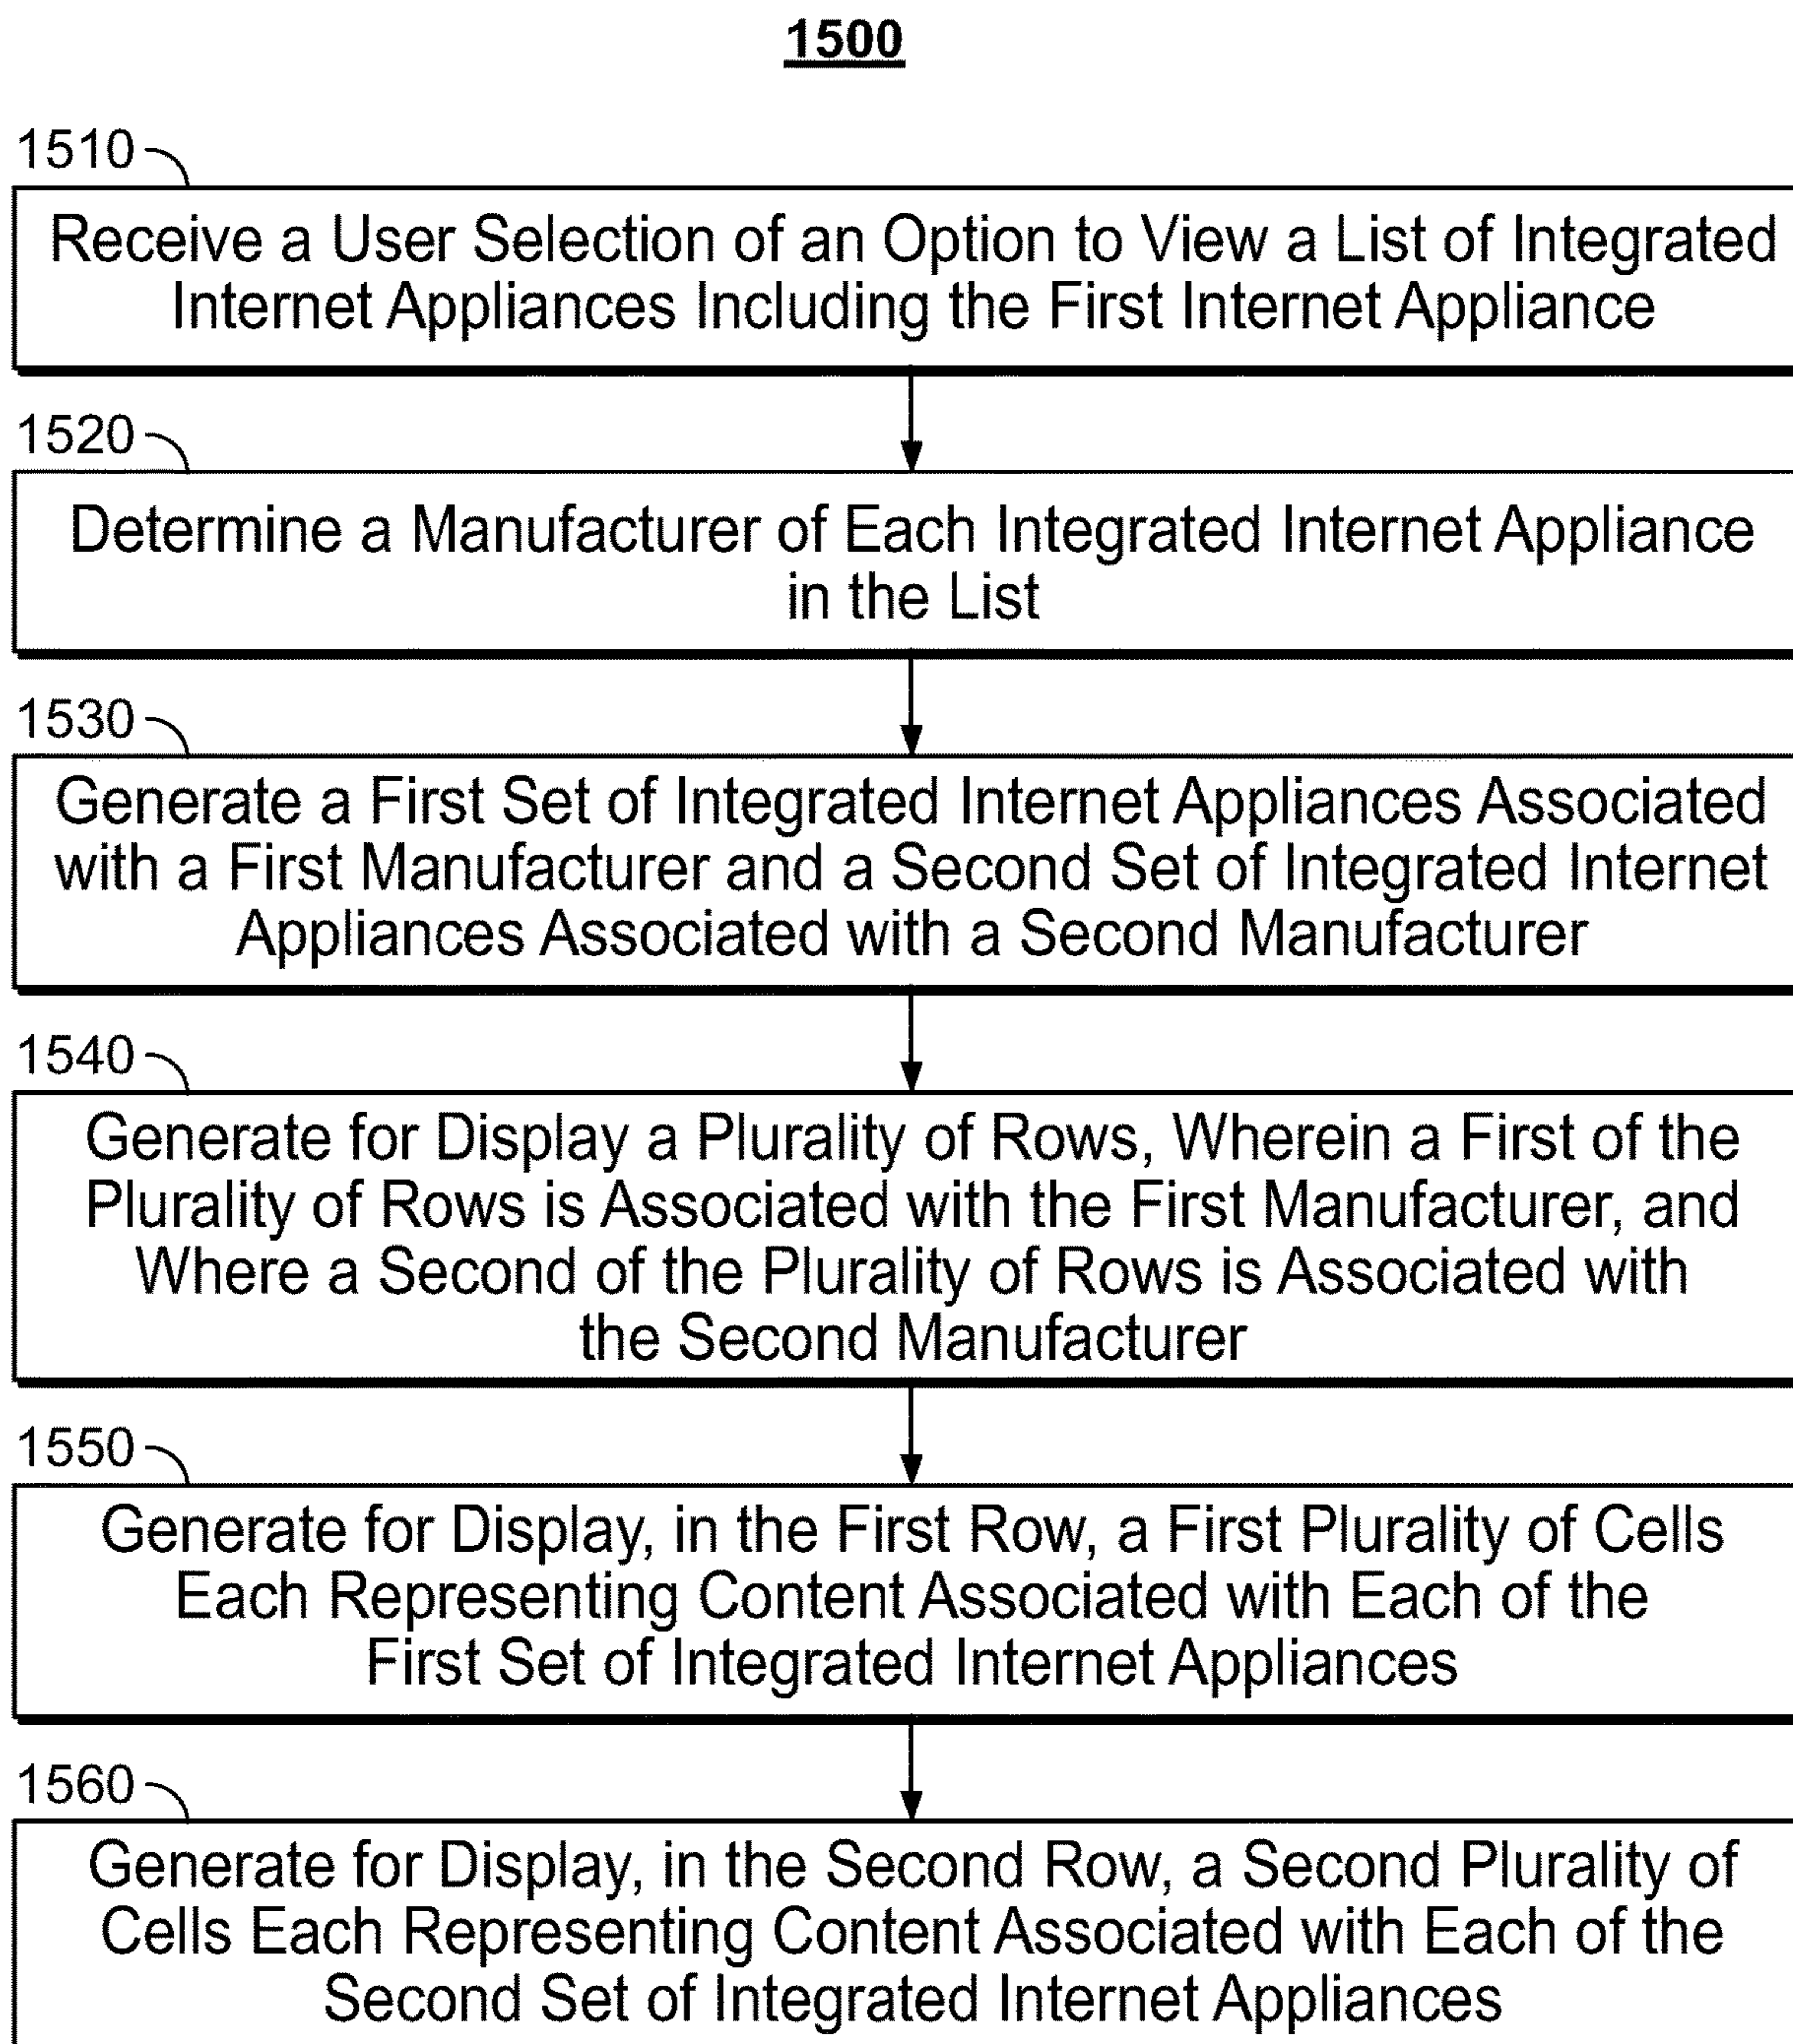 1500
1510
Receive a User Selection of an Option to View a List of Integrated
Internet Appliances Including the First Internet Appliance
1520
Determine a Manufacturer of Each Integrated Internet Appliance
in the List
1530
Generate a First Set of Integrated Internet Appliances Associated
with a First Manufacturer and a Second Set of Integrated Internet
Appliances Associated with a Second Manufacturer
1540
Generate for Display a Plurality of Rows, Wherein a First of the
Plurality of Rows is Associated with the First Manufacturer, and
Where a Second of the Plurality of Rows is Associated with
the Second Manufacturer
1550
Generate for Display, in the First Row, a First Plurality of Cells
Each Representing Content Associated with Each of the
First Set of Integrated Internet Appliances
1560
Generate for Display, in the Second Row, a Second Plurality of
Cells Each Representing Content Associated with Each of the
Second Set of Integrated Internet Appliances